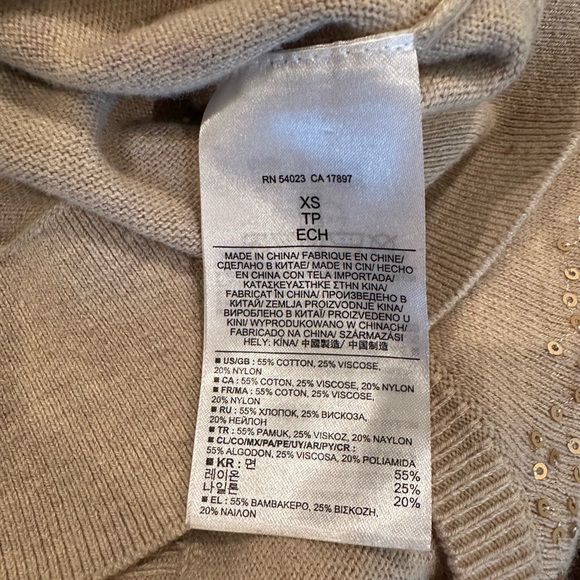 RN 54023 CA 17897
XS
TP
ECH
MADE IN CHINA/ FABRIQUE EN CHINE/
СДЕЛАНО В КИТАЕ/ MADE IN CIN/ HECHO
EN CHINA CON TELA IMPORTADA/
ΚΑΤΑΣΚΕΥΑΣΤΗΚΕ ΣΤΗΝ ΚΙΝΑ/
FABRICAT ÎN CHINA/ ПРОИЗВЕДЕНО В
КИТАЙ/ ZEMLJA PROIZVODNJE KINA/
ВИРОБЛЕНО В КИТАЇ/ PROIZVEDENO U
KINI/ WYPRODUKOWANO W CHINACH/
FABRICADO NA CHINA/ SZÁRMAZÁSI
HELY: KÍNA/ 中國製造/ 中国制造
■ US/GB : 55% COTTON, 25% VISCOSE,
20% NYLON
■ CA : 55% COTON, 25% VISCOSE, 20% NYLON
■ FR/MA : 55% COTON, 25% VISCOSE,
20% NYLON
■ RU : 55% ХЛОПОК, 25% ВИСКОЗА,
20% НЕЙЛОН
■ TR : 55% PAMUK, 25% VISKOZ, 20% NAYLON
■ CL/CO/MX/PA/PE/UY/AR/PY/CR :
55% ALGODON, 25% VISCOSA, 20% POLIAMIDA
■ KR : 면 55%
레이온 25%
나일론 20%
■ EL : 55% ΒΑΜΒΑΚΕΡΟ, 25% ΒΙΣΚΟΖΗ,
20% ΝΑΙΛΟΝ